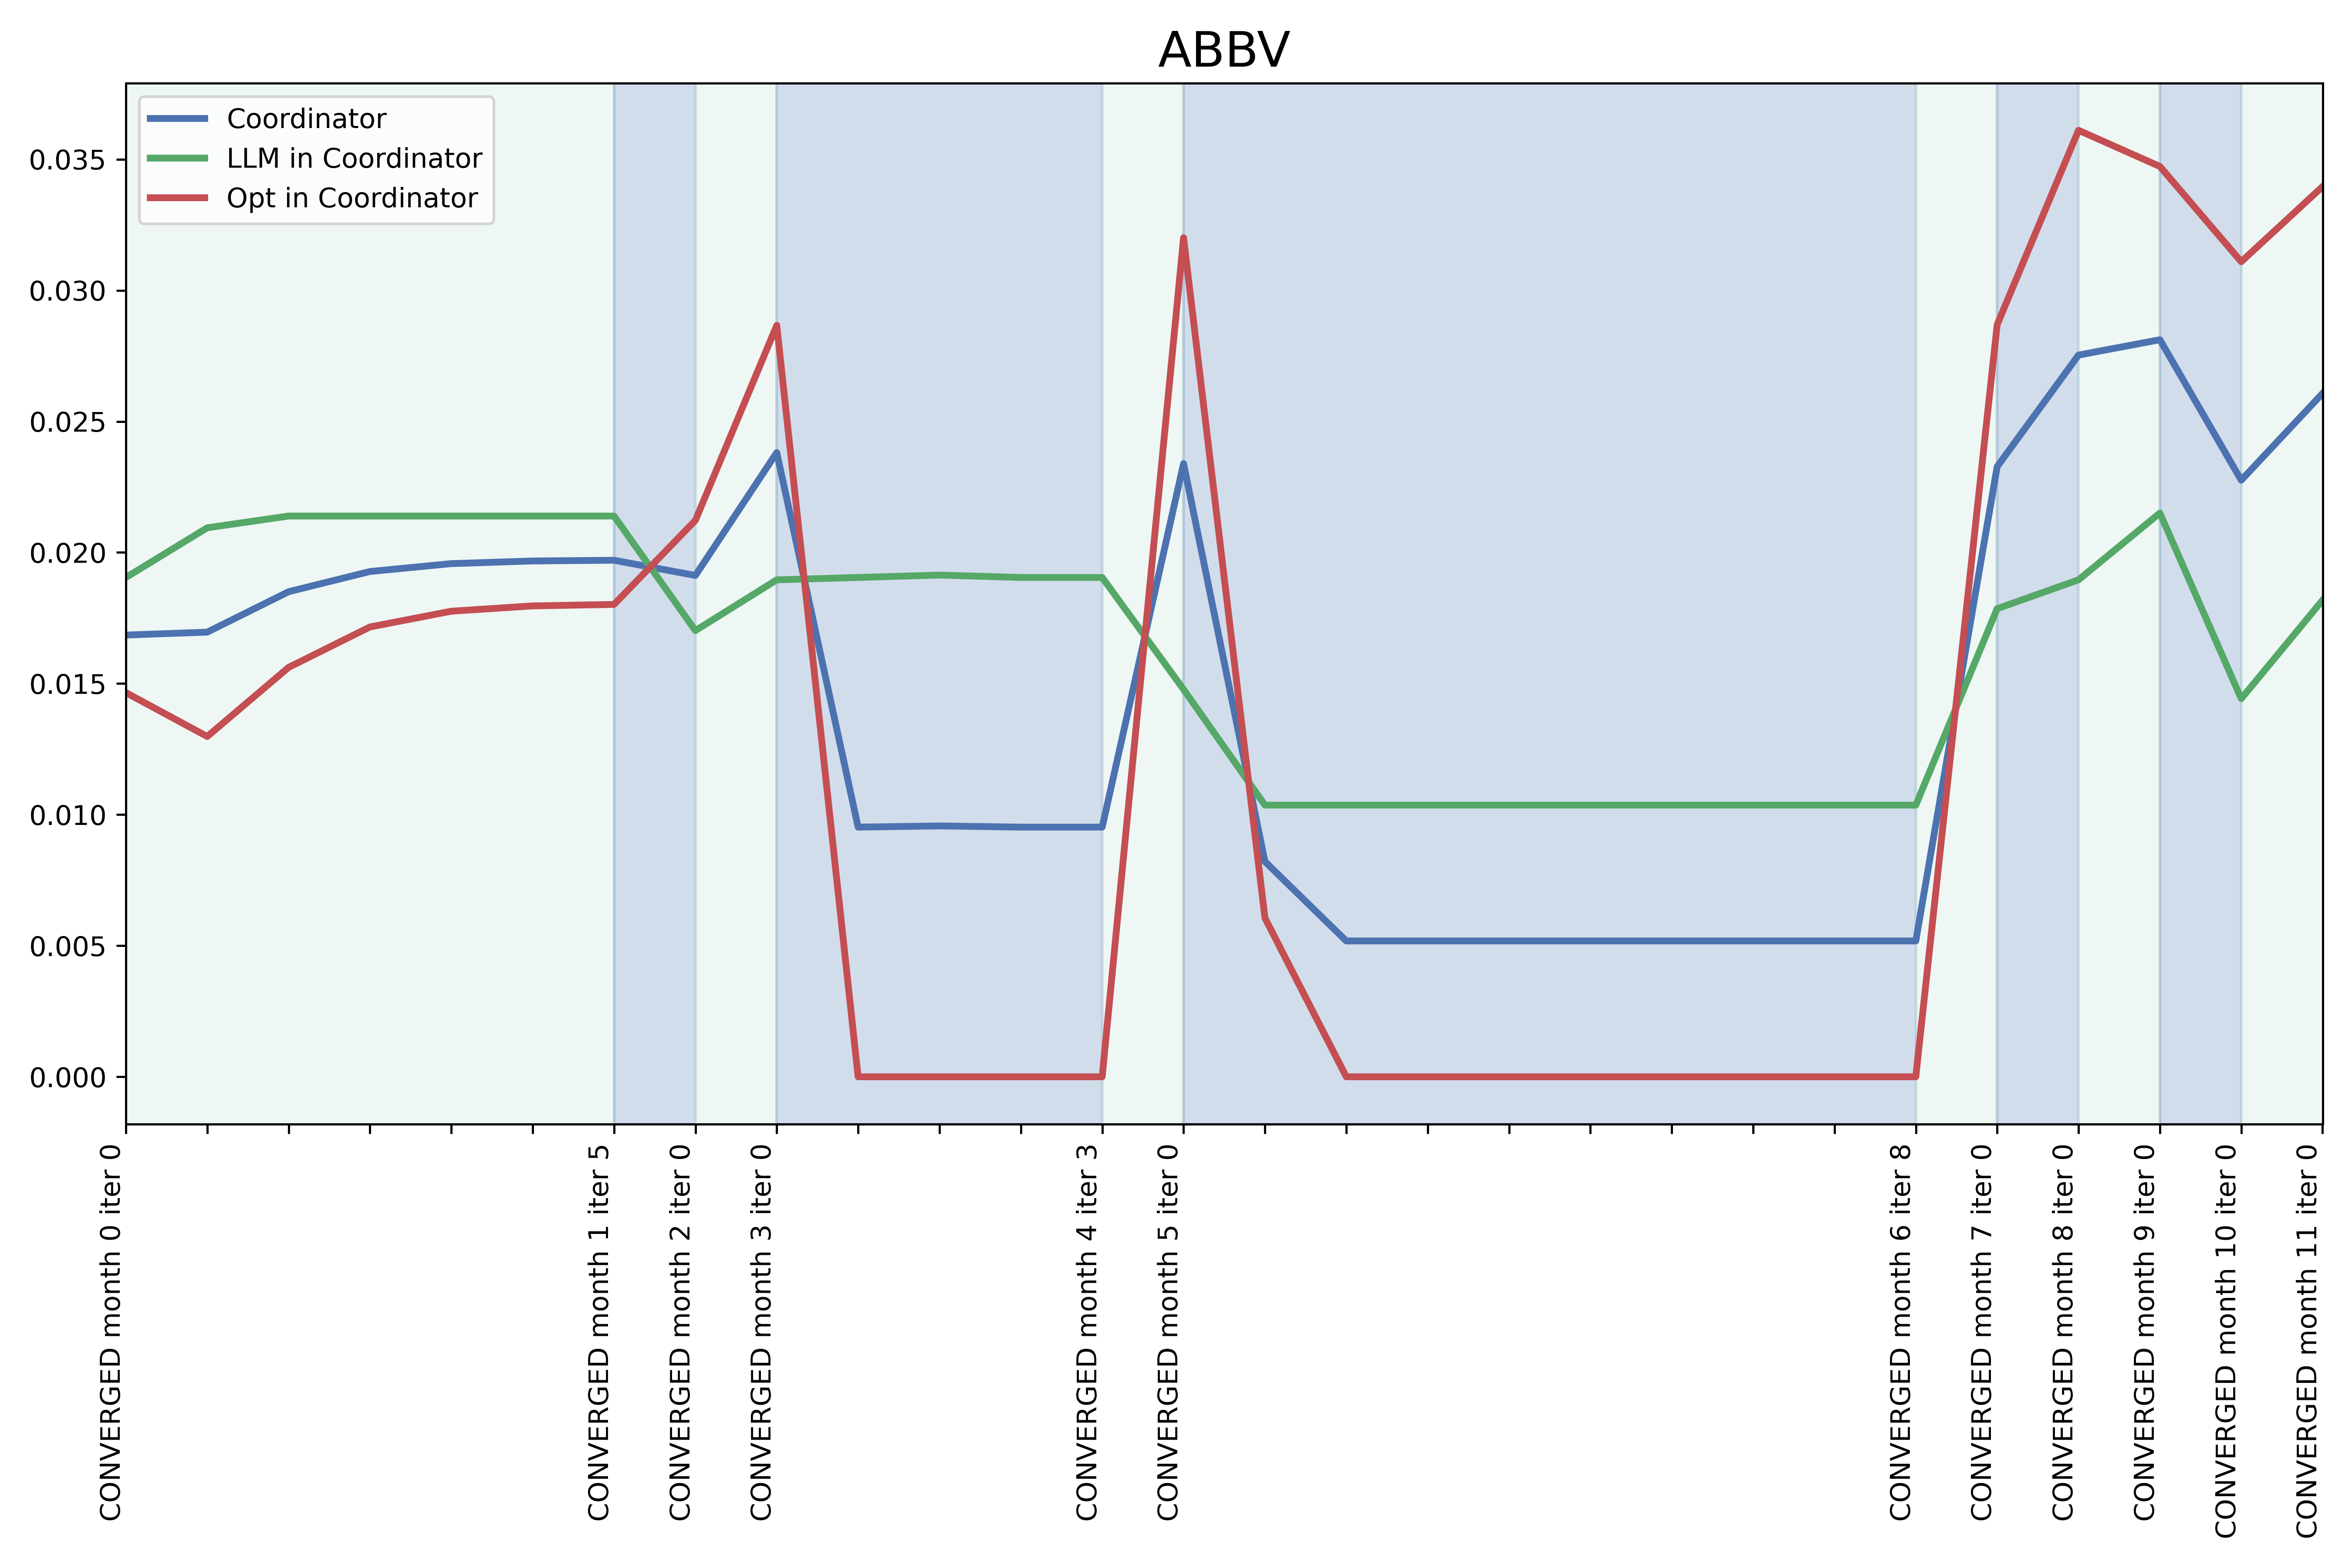 ABBV
Coordinator
LLM in Coordinator
Opt in Coordinator
0.035
0.030
0.025
0.020
0.015
0.010
0.005
0.000
CONVERGED month 0 iter 0
CONVERGED month 1 iter 5
CONVERGED month 2 iter 0
CONVERGED month 3 iter 0
CONVERGED month 4 iter 3
CONVERGED month 5 iter 0
CONVERGED month 6 iter 8
CONVERGED month 7 iter 0
CONVERGED month 8 iter 0
CONVERGED month 9 iter 0
CONVERGED month 10 iter 0
CONVERGED month 11 iter 0